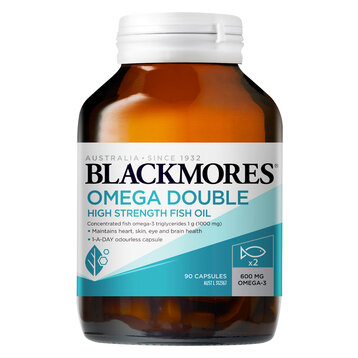 AUSTRALIA • SINCE 1932
BLACKMORES®
OMEGA DOUBLE
HIGH STRENGTH FISH OIL
Concentrated fish omega-3 triglycerides 1 g (1000 mg)
• Maintains heart, skin, eye and brain health
• 1-A-DAY odourless capsule
x2
90 CAPSULES
600 MG
OMEGA-3